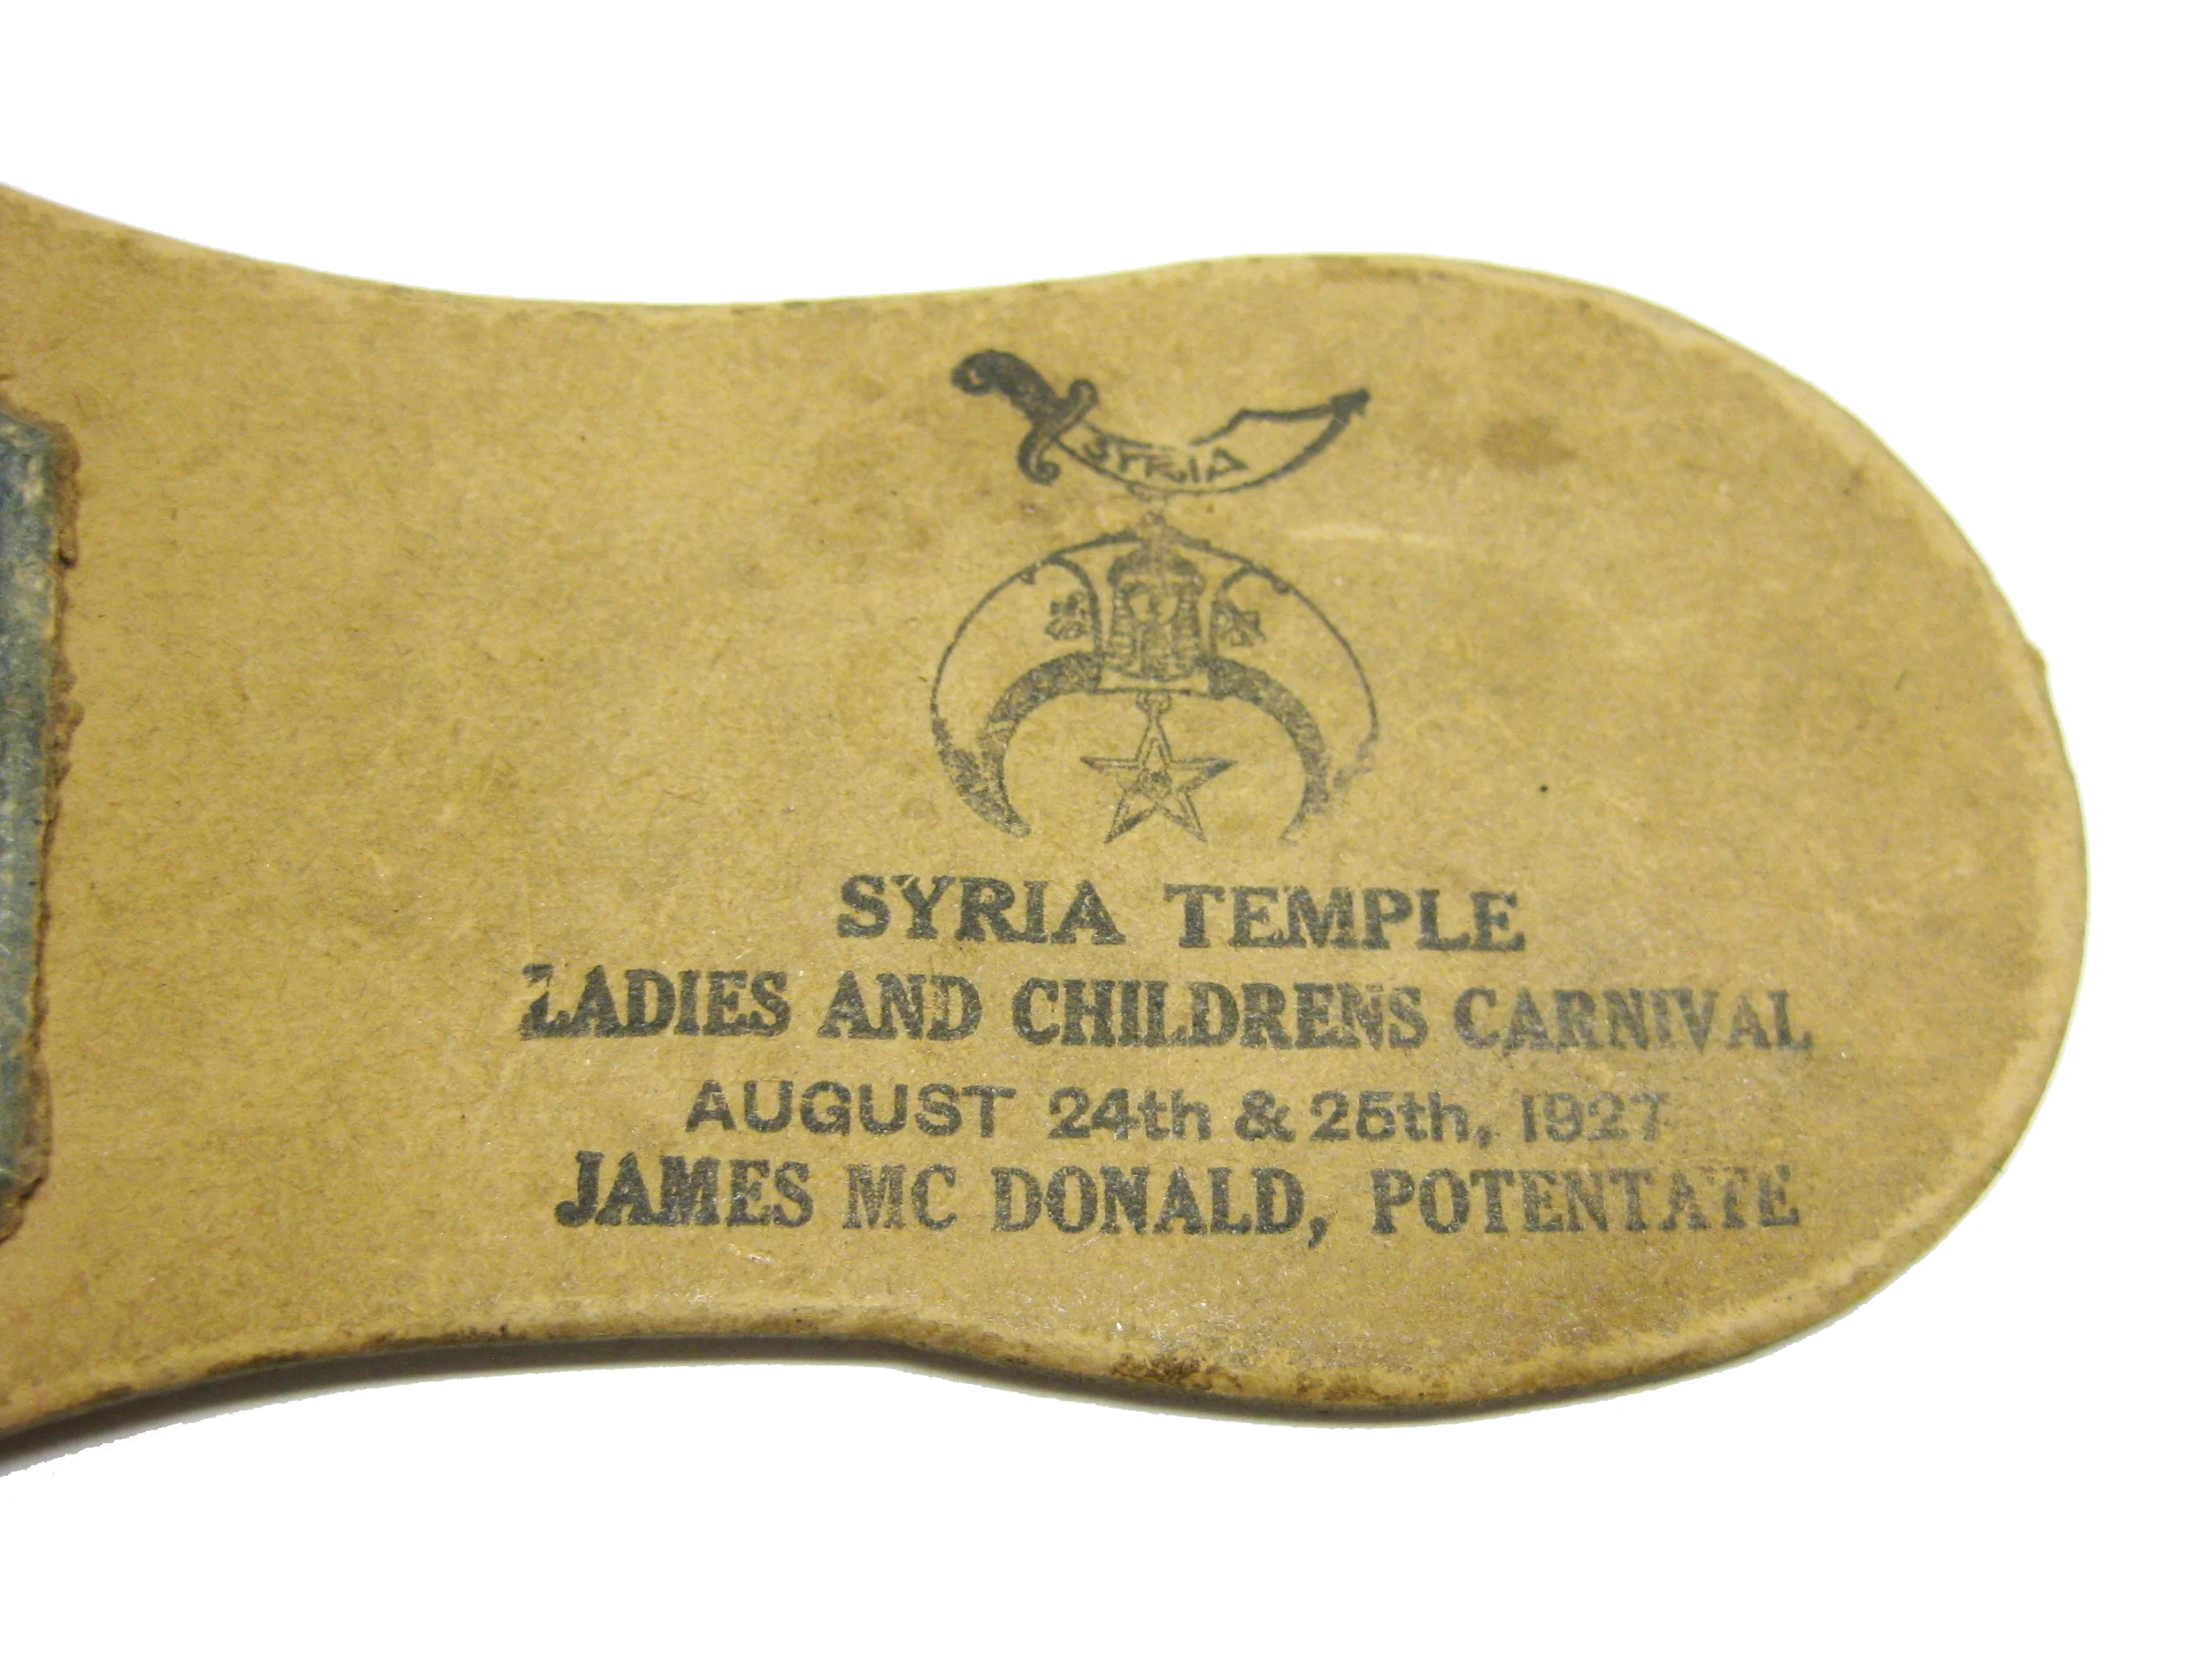 SYRIA
SYRIA TEMPLE
LADIES AND CHILDRENS CARNIVAL
AUGUST 24th & 25th, 1927
JAMES MC DONALD, POTENTATE